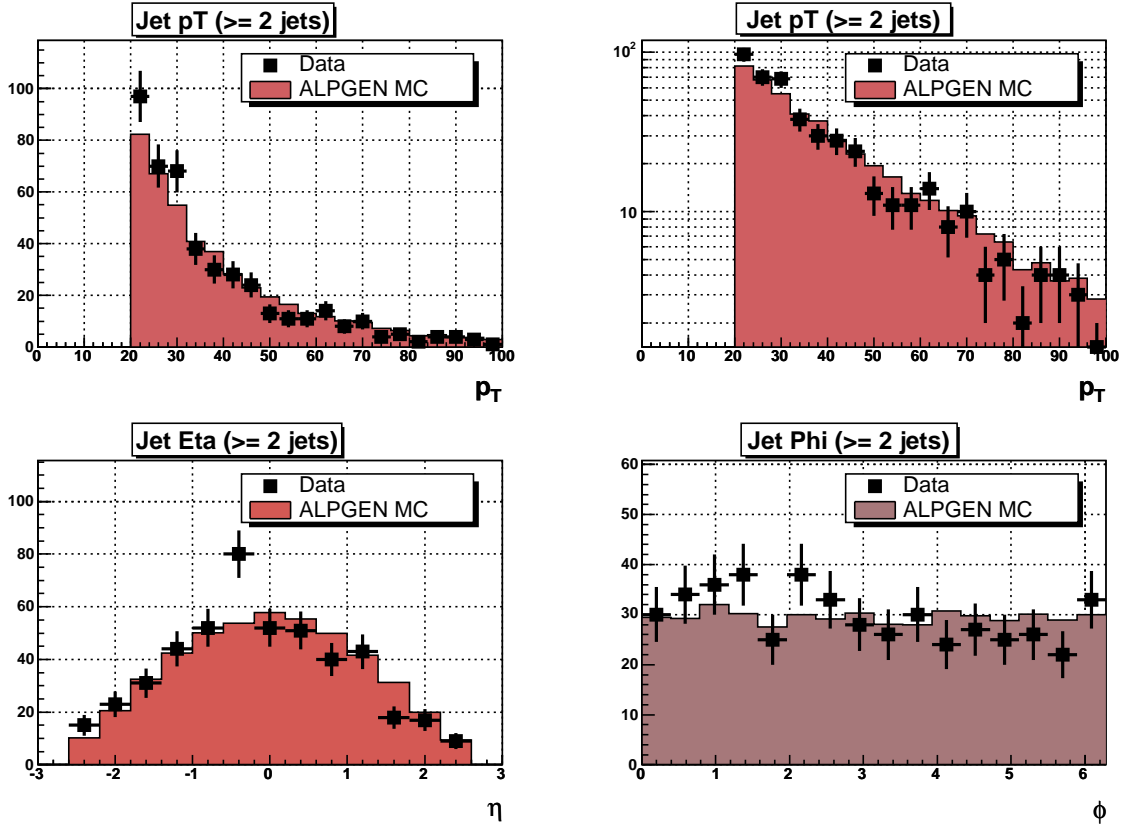 Jet pT (>= 2 jets)
Data
ALPGEN MC
100
80
60
40
20
0
0 10 20 30 40 50 60 70 80 90 100
p_T
Jet pT (>= 2 jets)
Data
ALPGEN MC
10^2
10
0 10 20 30 40 50 60 70 80 90 100
p_T
Jet Eta (>= 2 jets)
Data
ALPGEN MC
100
80
60
40
20
0
-3 -2 -1 0 1 2 3
η
Jet Phi (>= 2 jets)
Data
ALPGEN MC
60
50
40
30
20
10
0
0 1 2 3 4 5 6
ϕ